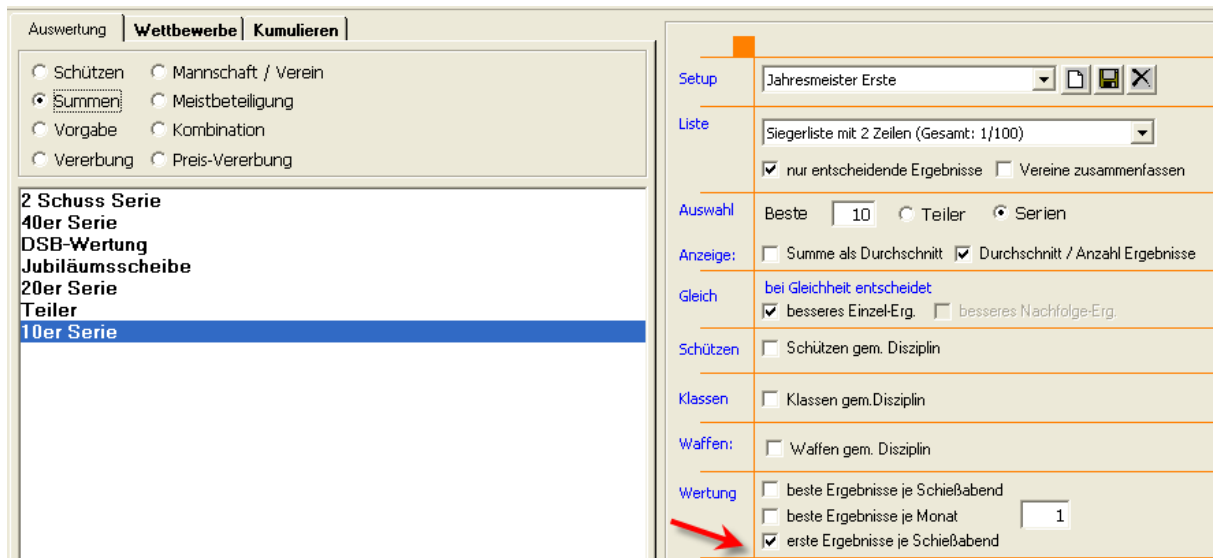 Auswertung Wettbewerbe Kumulieren
Schützen Mannschaft / Verein
Summen Meistbeteiligung
Vorgabe Kombination
Vererbung Preis-Vererbung
2 Schuss Serie
40er Serie
DSB-Wertung
Jubiläumsscheibe
20er Serie
Teiler
10er Serie
Setup Jahresmeister Erste
Liste Siegerliste mit 2 Zeilen (Gesamt: 1/100)
nur entscheidende Ergebnisse Vereine zusammenfassen
Auswahl Beste 10 Teiler Serien
Anzeige: Summe als Durchschnitt Durchschnitt / Anzahl Ergebnisse
Gleich bei Gleichheit entscheidet
besseres Einzel-Erg. besseres Nachfolge-Erg.
Schützen Schützen gem. Disziplin
Klassen Klassen gem.Disziplin
Waffen: Waffen gem. Disziplin
Wertung beste Ergebnisse je Schießabend
beste Ergebnisse je Monat 1
erste Ergebnisse je Schießabend